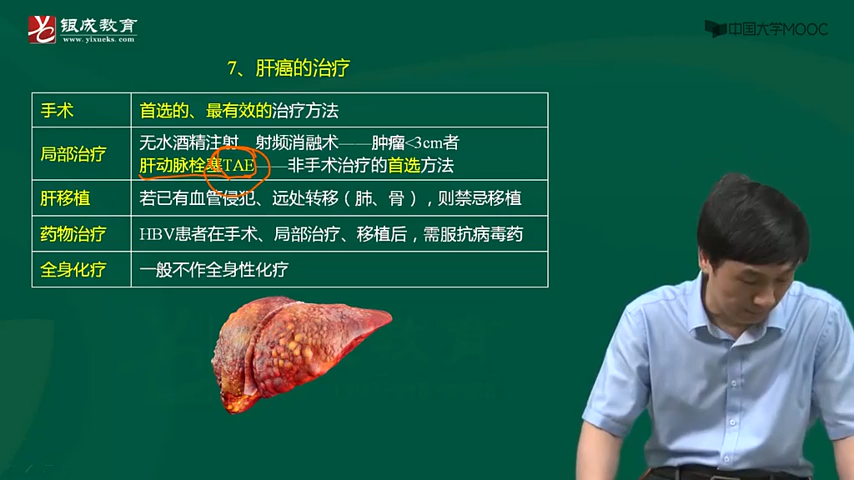 银成教育
www.yixueks.com
中国大学MOOC
7、肝癌的治疗
手术 首选的、最有效的治疗方法
局部治疗 无水酒精注射、射频消融术——肿瘤<3cm者
肝动脉栓塞TAE——非手术治疗的首选方法
肝移植 若已有血管侵犯、远处转移（肺、骨），则禁忌移植
药物治疗 HBV患者在手术、局部治疗、移植后，需服抗病毒药
全身化疗 一般不作全身性化疗